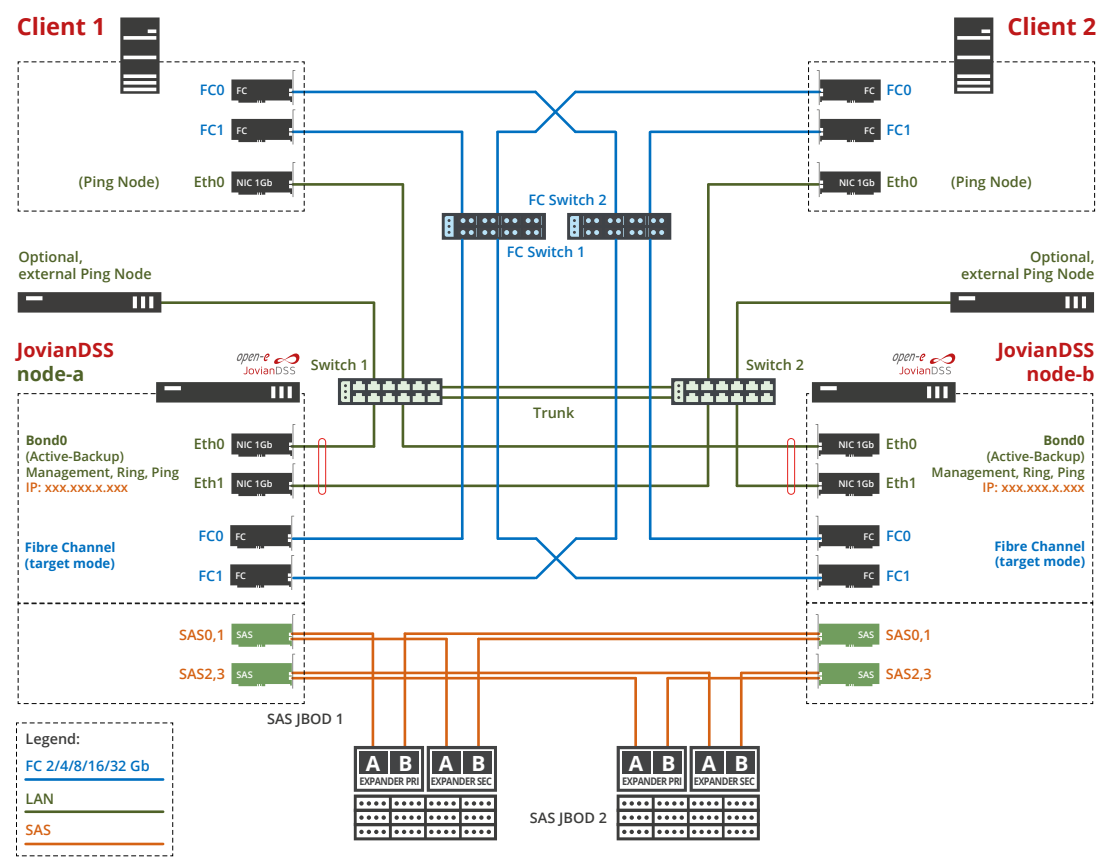 Client 1
Client 2
FC0
FC
FC
FC0
FC1
FC
FC
FC1
(Ping Node)
Eth0
NIC 1Gb
NIC 1Gb
Eth0
(Ping Node)
FC Switch 2
FC Switch 1
Optional,
external Ping Node
Optional,
external Ping Node
JovianDSS
node-a
open-e
JovianDSS
Switch 1
Switch 2
open-e
JovianDSS
JovianDSS
node-b
Trunk
Bond0
(Active-Backup)
Management, Ring, Ping
IP: xxx.xxx.x.xxx
Eth0
NIC 1Gb
Eth1
NIC 1Gb
NIC 1Gb
Eth0
NIC 1Gb
Eth1
Bond0
(Active-Backup)
Management, Ring, Ping
IP: xxx.xxx.x.xxx
Fibre Channel
(target mode)
FC0
FC
FC1
FC
FC
FC0
FC
FC1
Fibre Channel
(target mode)
SAS0,1
SAS
SAS
SAS0,1
SAS2,3
SAS
SAS
SAS2,3
SAS JBOD 1
A B A B
EXPANDER PRI EXPANDER SEC
A B A B
EXPANDER PRI EXPANDER SEC
SAS JBOD 2
Legend:
FC 2/4/8/16/32 Gb
LAN
SAS